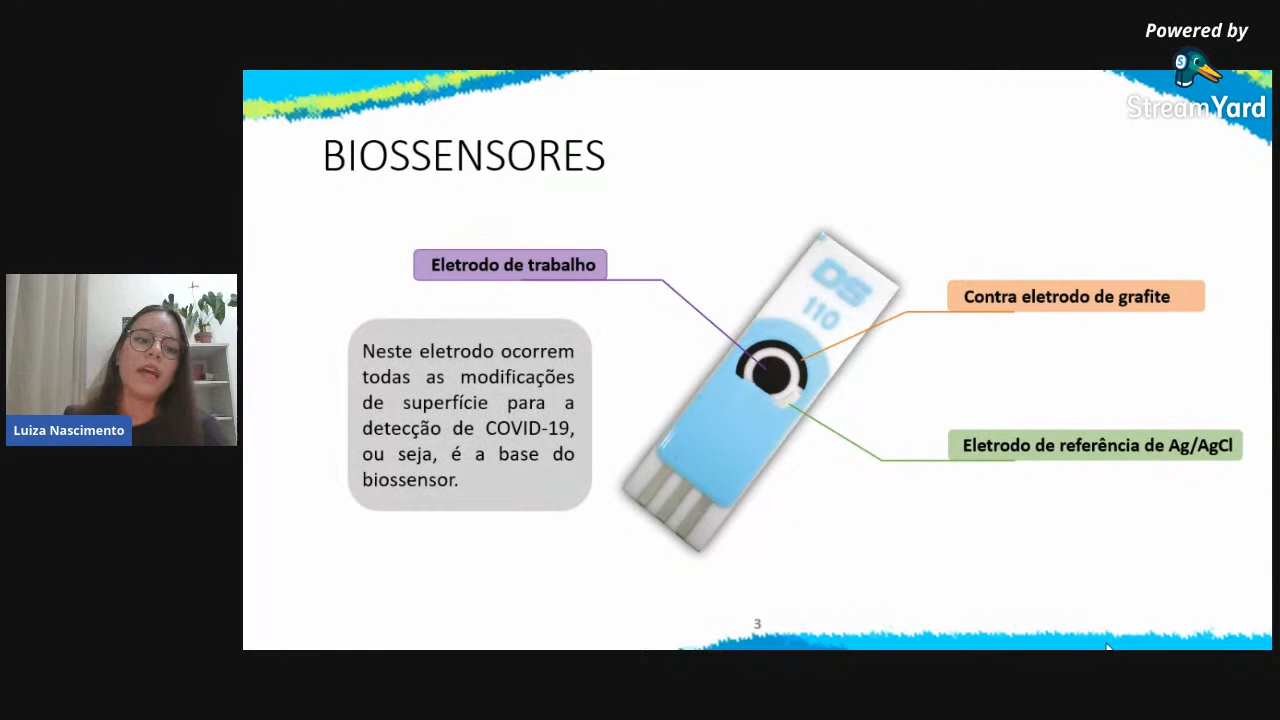 Powered by
StreamYard
BIOSSENSORES
Eletrodo de trabalho
Contra eletrodo de grafite
Neste eletrodo ocorrem
todas as modificações
de superfície para a
detecção de COVID-19,
ou seja, é a base do
biossensor.
DS
110
Eletrodo de referência de Ag/AgCl
Luiza Nascimento
3